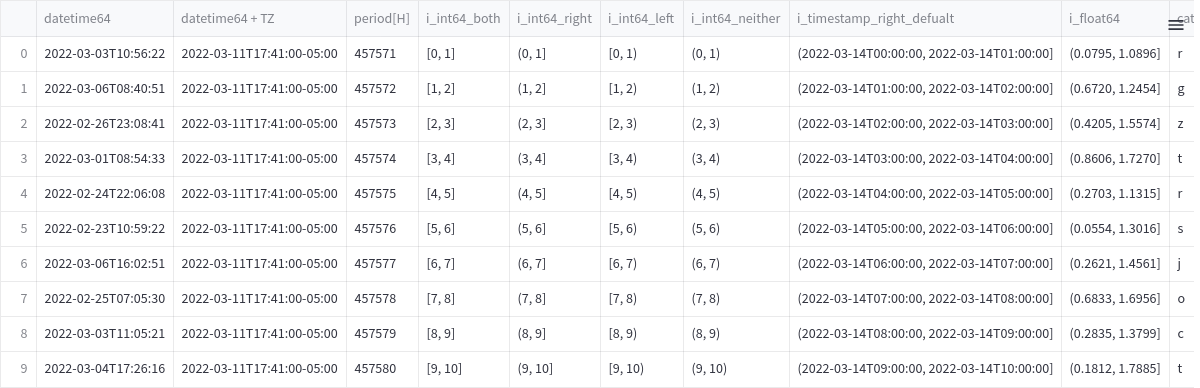 datetime64 datetime64 + TZ period[H] i_int64_both i_int64_right i_int64_left i_int64_neither i_timestamp_right_defualt i_float64 cat
0 2022-03-03T10:56:22 2022-03-11T17:41:00-05:00 457571 [0, 1] (0, 1] [0, 1) (0, 1) (2022-03-14T00:00:00, 2022-03-14T01:00:00] (0.0795, 1.0896] r
1 2022-03-06T08:40:51 2022-03-11T17:41:00-05:00 457572 [1, 2] (1, 2] [1, 2) (1, 2) (2022-03-14T01:00:00, 2022-03-14T02:00:00] (0.6720, 1.2454] g
2 2022-02-26T23:08:41 2022-03-11T17:41:00-05:00 457573 [2, 3] (2, 3] [2, 3) (2, 3) (2022-03-14T02:00:00, 2022-03-14T03:00:00] (0.4205, 1.5574] z
3 2022-03-01T08:54:33 2022-03-11T17:41:00-05:00 457574 [3, 4] (3, 4] [3, 4) (3, 4) (2022-03-14T03:00:00, 2022-03-14T04:00:00] (0.8606, 1.7270] t
4 2022-02-24T22:06:08 2022-03-11T17:41:00-05:00 457575 [4, 5] (4, 5] [4, 5) (4, 5) (2022-03-14T04:00:00, 2022-03-14T05:00:00] (0.2703, 1.1315] r
5 2022-02-23T10:59:22 2022-03-11T17:41:00-05:00 457576 [5, 6] (5, 6] [5, 6) (5, 6) (2022-03-14T05:00:00, 2022-03-14T06:00:00] (0.0554, 1.3016] s
6 2022-03-06T16:02:51 2022-03-11T17:41:00-05:00 457577 [6, 7] (6, 7] [6, 7) (6, 7) (2022-03-14T06:00:00, 2022-03-14T07:00:00] (0.2621, 1.4561] j
7 2022-02-25T07:05:30 2022-03-11T17:41:00-05:00 457578 [7, 8] (7, 8] [7, 8) (7, 8) (2022-03-14T07:00:00, 2022-03-14T08:00:00] (0.6833, 1.6956] o
8 2022-03-03T11:05:21 2022-03-11T17:41:00-05:00 457579 [8, 9] (8, 9] [8, 9) (8, 9) (2022-03-14T08:00:00, 2022-03-14T09:00:00] (0.2835, 1.3799] c
9 2022-03-04T17:26:16 2022-03-11T17:41:00-05:00 457580 [9, 10] (9, 10] [9, 10) (9, 10) (2022-03-14T09:00:00, 2022-03-14T10:00:00] (0.1812, 1.7885] t